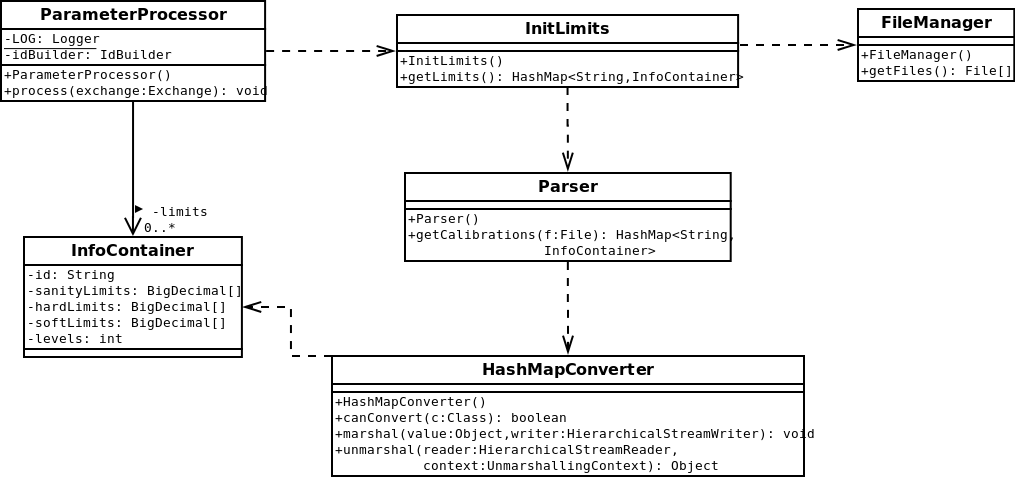 ParameterProcessor
-LOG: Logger
-idBuilder: IdBuilder
+ParameterProcessor()
+process(exchange:Exchange): void
InitLimits
+InitLimits()
+getLimits(): HashMap<String,InfoContainer>
FileManager
+FileManager()
+getFiles(): File[]
-limits
0..*
Parser
+Parser()
+getCalibrations(f:File): HashMap<String,
InfoContainer>
InfoContainer
-id: String
-sanityLimits: BigDecimal[]
-hardLimits: BigDecimal[]
-softLimits: BigDecimal[]
-levels: int
HashMapConverter
+HashMapConverter()
+canConvert(c:Class): boolean
+marshal(value:Object,writer:HierarchicalStreamWriter): void
+unmarshal(reader:HierarchicalStreamReader,
context:UnmarshallingContext): Object